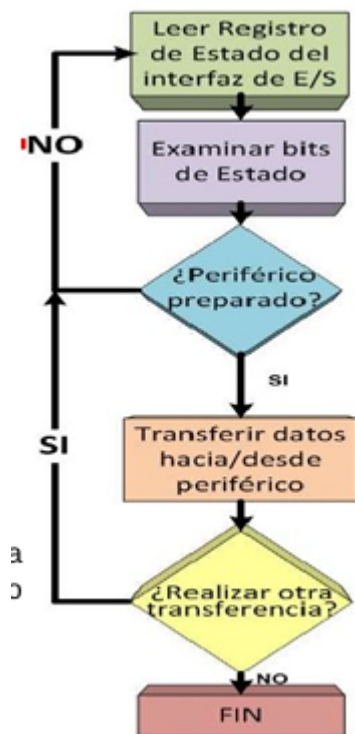 Leer Registro
de Estado del
interfaz de E/S
NO
Examinar bits
de Estado
¿Periférico
preparado?
SI
Transferir datos
hacia/desde
periférico
SI
a
¿Realizar otra
transferencia?
NO
FIN